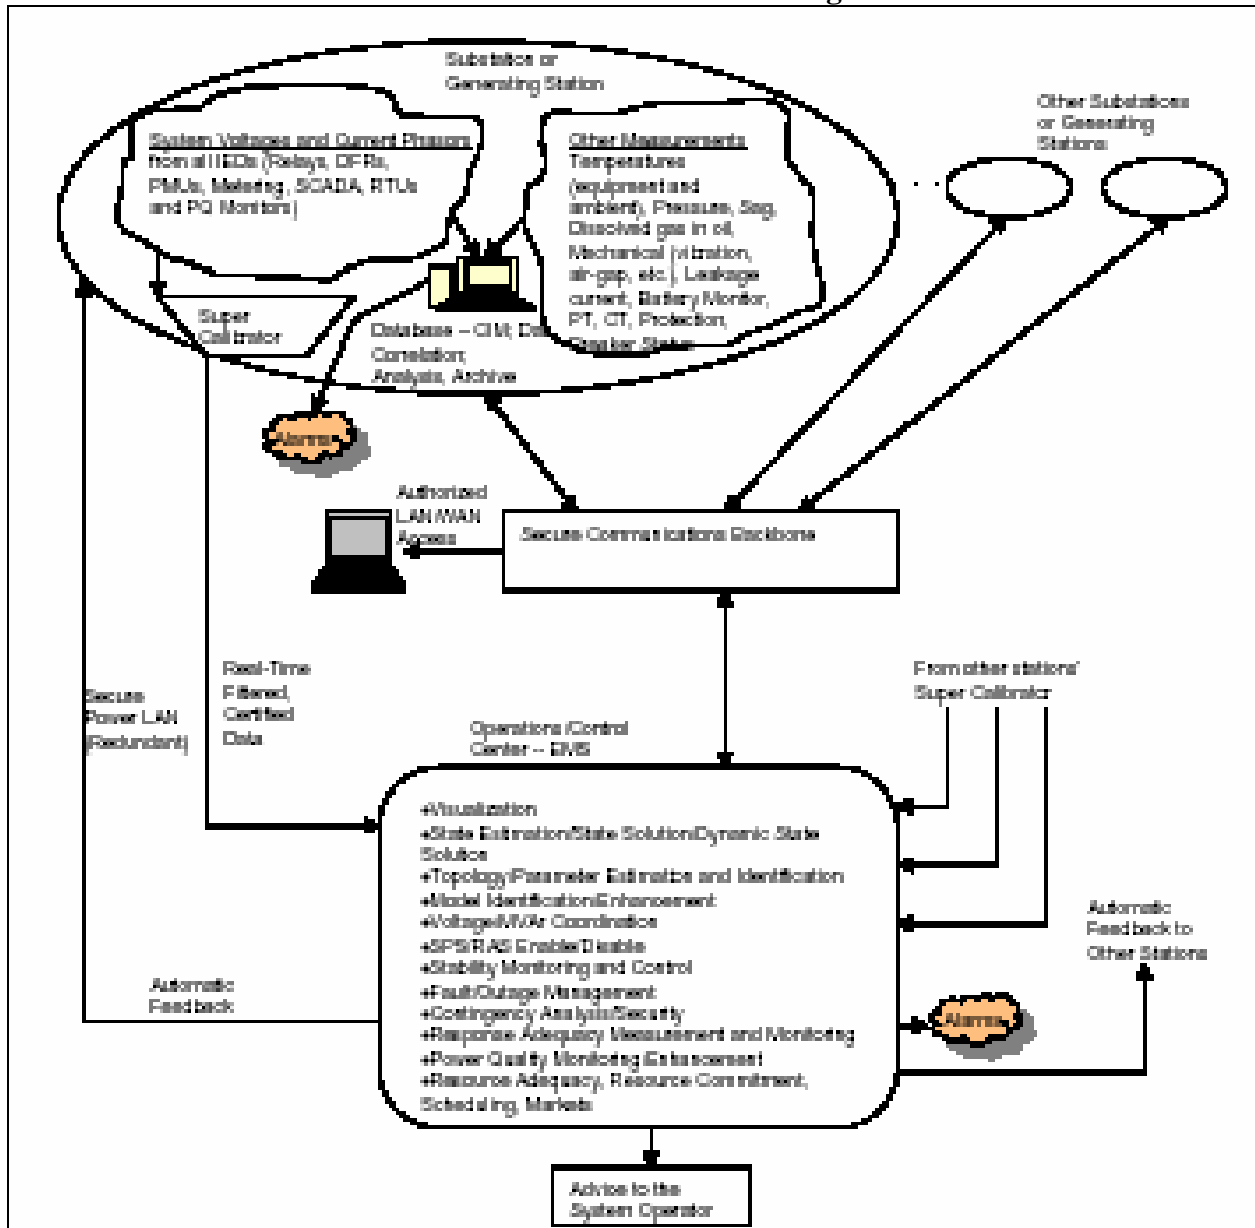 Substation or
Generating Station
System Voltages and Current Phasors
from all IEDs (Relays, DFRs,
PMUs, Metering, SCADA, RTUs
and PQ Monitors)
Other Measurements
Temperatures
(equipment and
ambient), Pressure, Sag,
Dissolved gas in oil,
Mechanical (vibration,
air-gap, etc.), Leakage
current, Battery Monitor,
PT, CT, Protection,
Breaker Status
Other Substations
or Generating
Stations
. .
Super
Calibrator
Database – CIM;
Correlation;
Analysis, Archive
Alarms
Authorized
LAN/WAN
Access
Secure Communications Backbone
Secure
Power LAN
(Redundant)
Real-Time
Filtered,
Certified
Data
From other stations'
Super Calibrator
Operations/Control
Center – EMS
•Visualization
•State Estimation/State Solution/Dynamic State
Solution
•Topology/Parameter Estimation and Identification
•Model Identification/Enhancement
•Voltage/MVAr Coordination
•SPS/RAS Enable/Disable
•Stability Monitoring and Control
•Fault/Outage Management
•Contingency Analysis/Security
•Response Adequacy Measurement and Monitoring
•Power Quality Monitoring/Enhancement
•Resource Adequacy, Resource Commitment,
Scheduling, Markets
Automatic
Feedback
Automatic
Feedback to
Other Stations
Alarms
Advise to the
System Operator